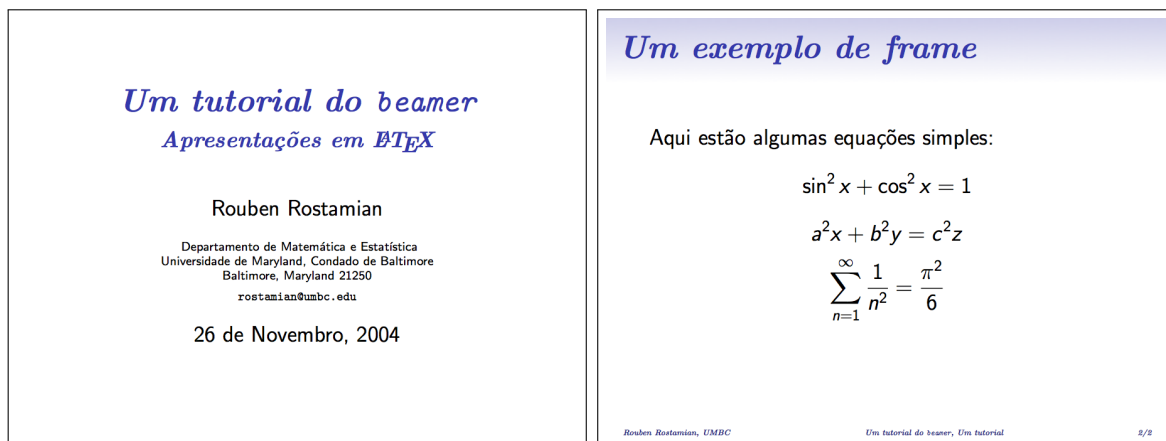 Um tutorial do beamer
Apresentações em LATEX
Rouben Rostamian
Departamento de Matemática e Estatística
Universidade de Maryland, Condado de Baltimore
Baltimore, Maryland 21250
rostamian@umbc.edu
26 de Novembro, 2004
Um exemplo de frame
Aqui estão algumas equações simples:
sin² x + cos² x = 1
a²x + b²y = c²z
∑_{n=1}^{∞} 1/n² = π²/6
Rouben Rostamian, UMBC Um tutorial do beamer, Um tutorial 2/2